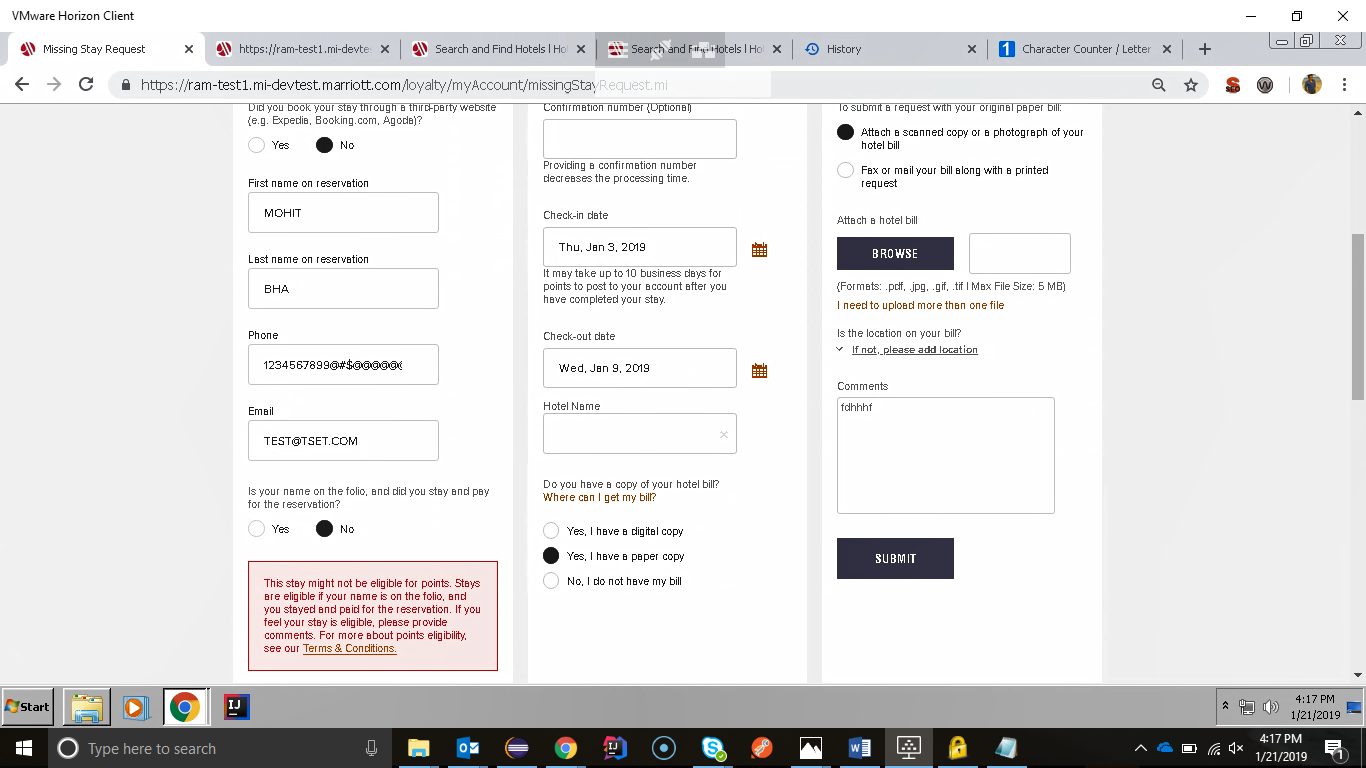 VMware Horizon Client
Missing Stay Request
https://ram-test1.mi-devte
Search and Find Hotels | Ho
Search and Find Hotels | Ho
History
1
Character Counter / Letter
https://ram-test1.mi-devtest.marriott.com/loyalty/myAccount/missingStayRequest.mi
Did you book your stay through a third-party website
(e.g. Expedia, Booking.com, Agoda)?
Yes
No
First name on reservation
MOHIT
Last name on reservation
BHA
Phone
1234567899@#$@@@@@
Email
TEST@TSET.COM
Is your name on the folio, and did you stay and pay
for the reservation?
Yes
No
This stay might not be eligible for points. Stays
are eligible if your name is on the folio, and
you stayed and paid for the reservation. If you
feel your stay is eligible, please provide
comments. For more about points eligibility,
see our Terms & Conditions.
Confirmation number (Optional)
Providing a confirmation number
decreases the processing time.
Check-in date
Thu, Jan 3, 2019
It may take up to 10 business days for
points to post to your account after you
have completed your stay.
Check-out date
Wed, Jan 9, 2019
Hotel Name
Do you have a copy of your hotel bill?
Where can I get my bill?
Yes, I have a digital copy
Yes, I have a paper copy
No, I do not have my bill
To submit a request with your original paper bill:
Attach a scanned copy or a photograph of your
hotel bill
Fax or mail your bill along with a printed
request
Attach a hotel bill
BROWSE
(Formats: .pdf, .jpg, .gif, .tif | Max File Size: 5 MB)
I need to upload more than one file
Is the location on your bill?
If not, please add location
Comments
fdhhhf
SUBMIT
Start
4:17 PM
1/21/2019
Type here to search
4:17 PM
1/21/2019
1